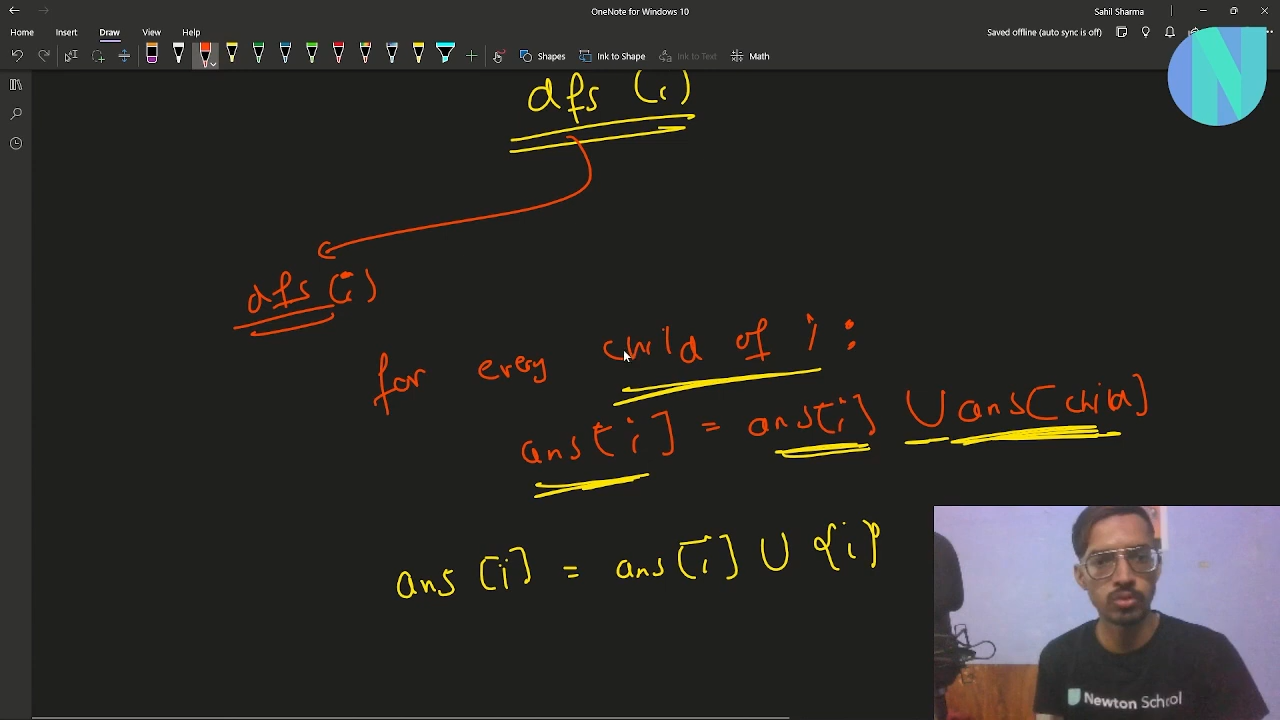 OneNote for Windows 10
Sahil Sharma
Home Insert Draw View Help
Saved offline (auto sync is off)
Shapes Ink to Shape Ink to Text Math
dfs (i)
dfs (i)
for every child of i :
ans[i] = ans[i] ∪ ans[child]
ans [i] = ans[i] ∪ {i}
Newton School